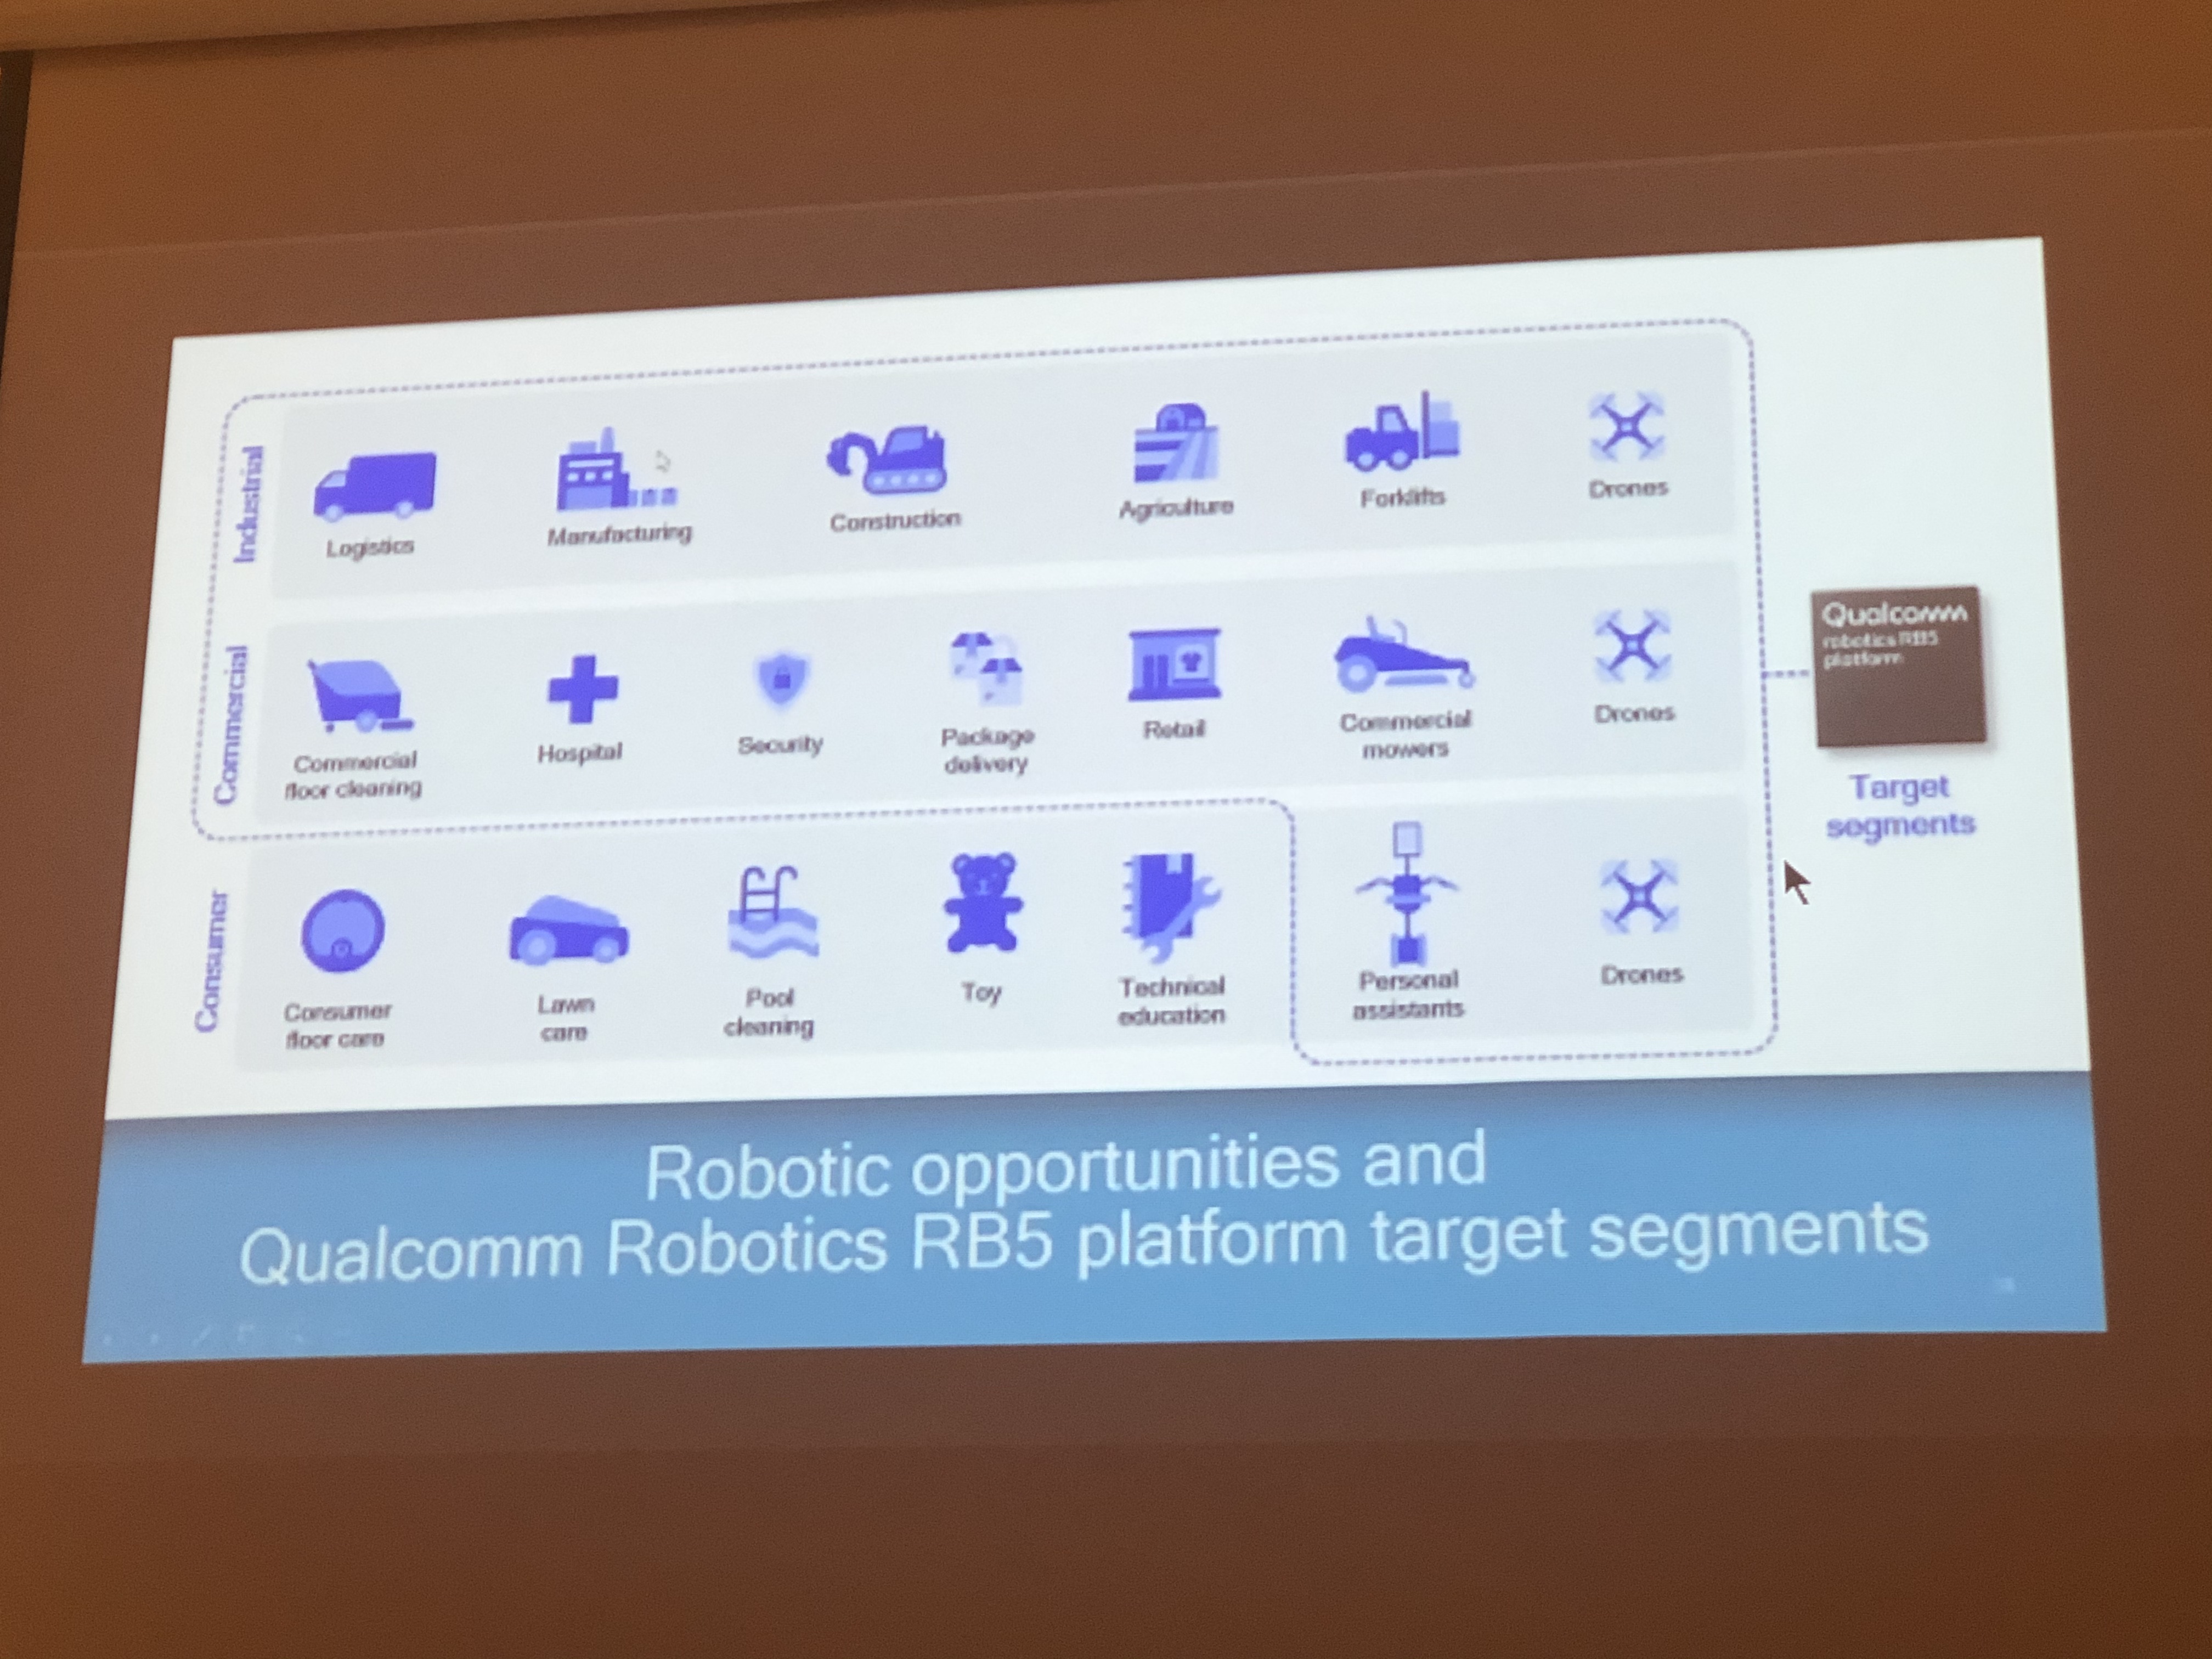 Industrial
Logistics
Manufacturing
Construction
Agriculture
Forklifts
Drones
Commercial
Commercial
floor cleaning
Hospital
Security
Package
delivery
Retail
Commercial
mowers
Drones
Consumer
Consumer
floor care
Lawn
care
Pool
cleaning
Toy
Technical
education
Personal
assistants
Drones
Qualcomm
robotics RB5
platform
Target
segments
Robotic opportunities and
Qualcomm Robotics RB5 platform target segments